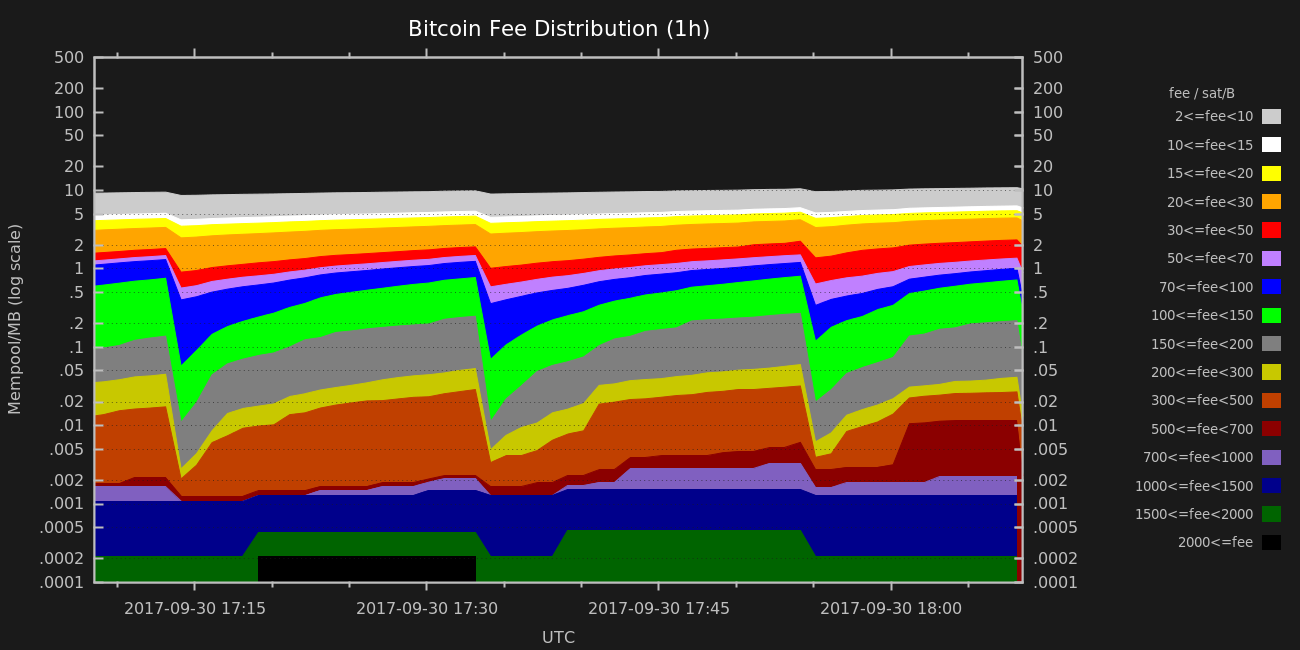 Bitcoin Fee Distribution (1h)
Mempool/MB (log scale)
500
200
100
50
20
10
5
2
1
.5
.2
.1
.05
.02
.01
.005
.002
.001
.0005
.0002
.0001
500
200
100
50
20
10
5
2
1
.5
.2
.1
.05
.02
.01
.005
.002
.001
.0005
.0002
.0001
2017-09-30 17:15
2017-09-30 17:30
2017-09-30 17:45
2017-09-30 18:00
UTC
fee / sat/B
2<=fee<10
10<=fee<15
15<=fee<20
20<=fee<30
30<=fee<50
50<=fee<70
70<=fee<100
100<=fee<150
150<=fee<200
200<=fee<300
300<=fee<500
500<=fee<700
700<=fee<1000
1000<=fee<1500
1500<=fee<2000
2000<=fee